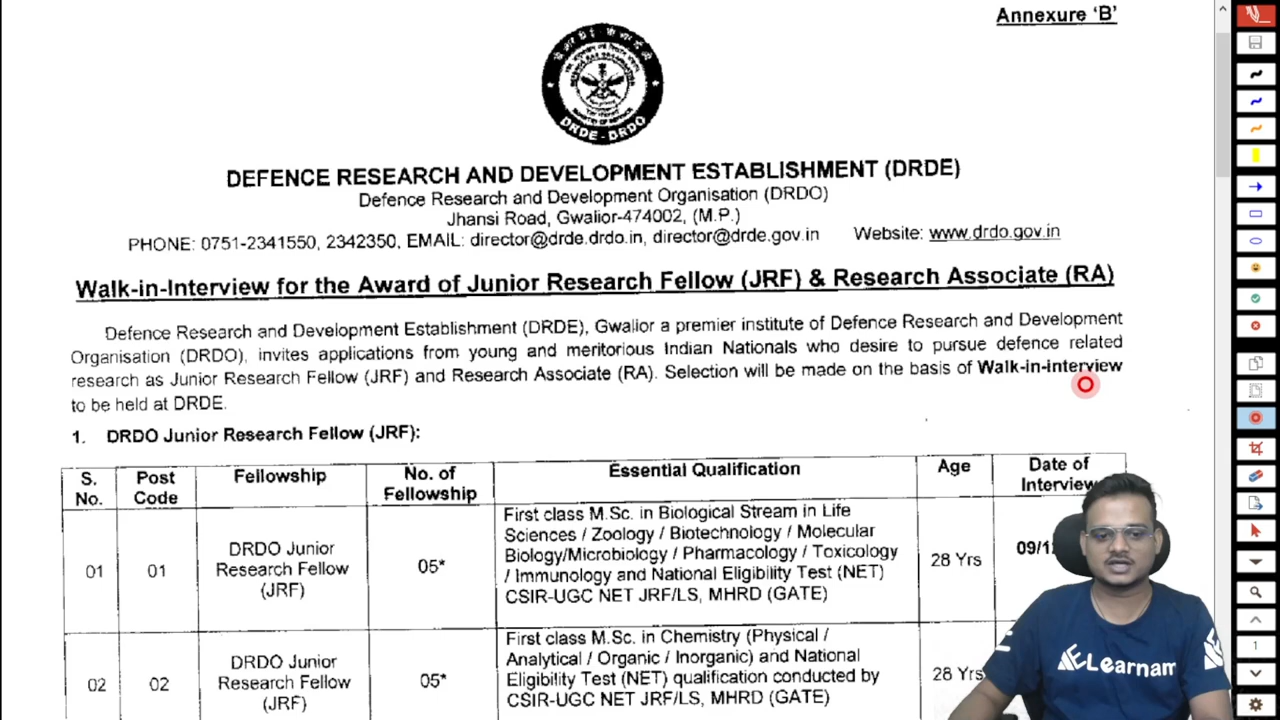 Annexure 'B'
DRDE - DRDO
DEFENCE RESEARCH AND DEVELOPMENT ESTABLISHMENT (DRDE)
Defence Research and Development Organisation (DRDO)
Jhansi Road, Gwalior-474002, (M.P.)
PHONE: 0751-2341550, 2342350, EMAIL: director@drde.drdo.in, director@drde.gov.in Website: www.drdo.gov.in
Walk-in-Interview for the Award of Junior Research Fellow (JRF) & Research Associate (RA)
Defence Research and Development Establishment (DRDE), Gwalior a premier institute of Defence Research and Development
Organisation (DRDO), invites applications from young and meritorious Indian Nationals who desire to pursue defence related
research as Junior Research Fellow (JRF) and Research Associate (RA). Selection will be made on the basis of Walk-in-interview
to be held at DRDE.
1. DRDO Junior Research Fellow (JRF):
S. No. Post Code Fellowship No. of Fellowship Essential Qualification Age Date of Interview
01 01 DRDO Junior Research Fellow (JRF) 05* First class M.Sc. in Biological Stream in Life
Sciences / Zoology / Biotechnology / Molecular
Biology/Microbiology / Pharmacology / Toxicology
/ Immunology and National Eligibility Test (NET)
CSIR-UGC NET JRF/LS, MHRD (GATE)
28 Yrs 09/1
02 02 DRDO Junior Research Fellow (JRF) 05* First class M.Sc. in Chemistry (Physical /
Analytical / Organic / Inorganic) and National
Eligibility Test (NET) qualification conducted by
CSIR-UGC NET JRF/LS, MHRD (GATE)
28 Yrs
Learnam
1